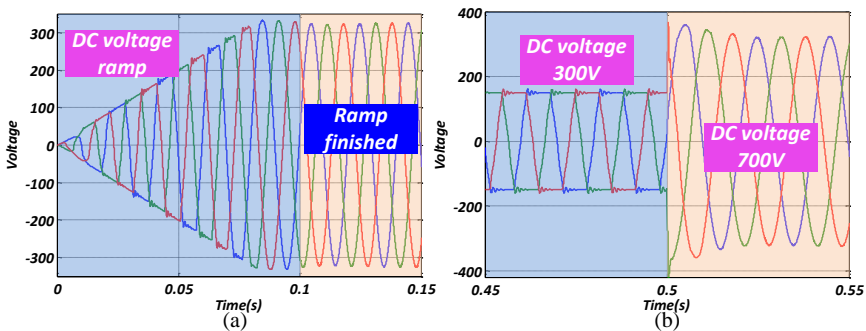 300
200
100
0
-100
-200
-300
Voltage
DC voltage
ramp
Ramp
finished
0
0.05
0.1
0.15
Time(s)
(a)
400
200
0
-200
-400
Voltage
DC voltage
300V
DC voltage
700V
0.45
0.5
0.55
Time(s)
(b)